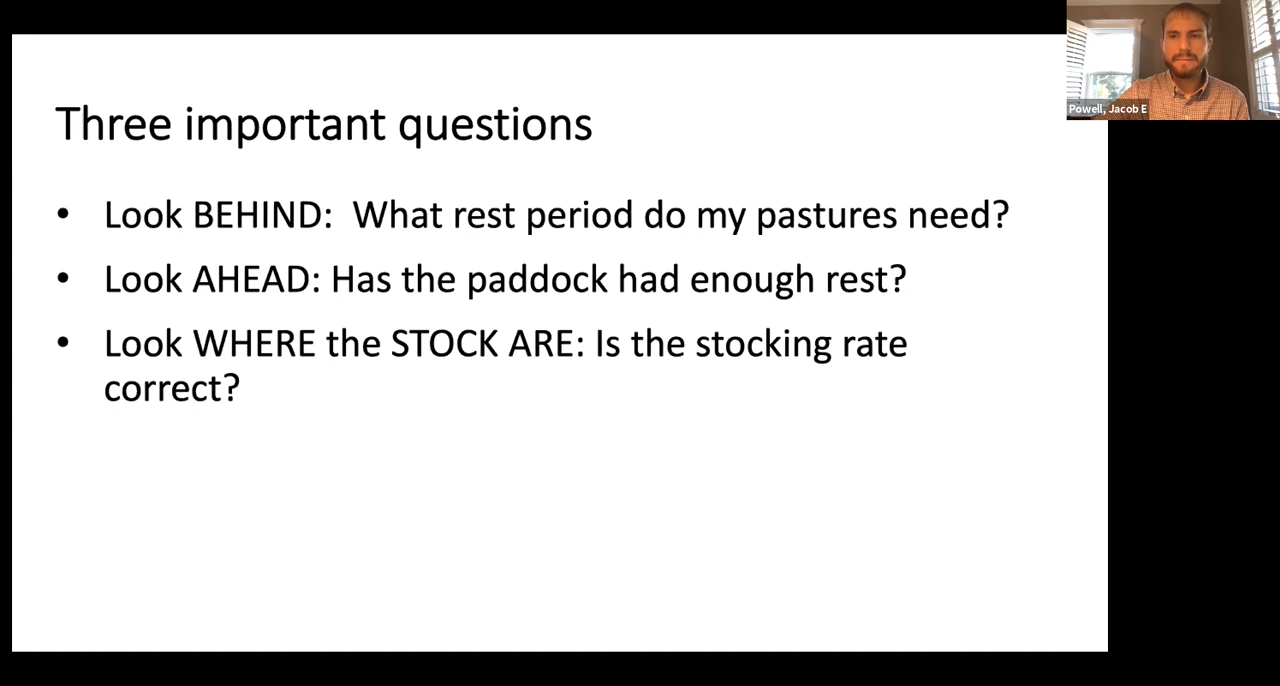 Three important questions
• Look BEHIND:  What rest period do my pastures need?
• Look AHEAD: Has the paddock had enough rest?
• Look WHERE the STOCK ARE: Is the stocking rate
correct?
Powell, Jacob E